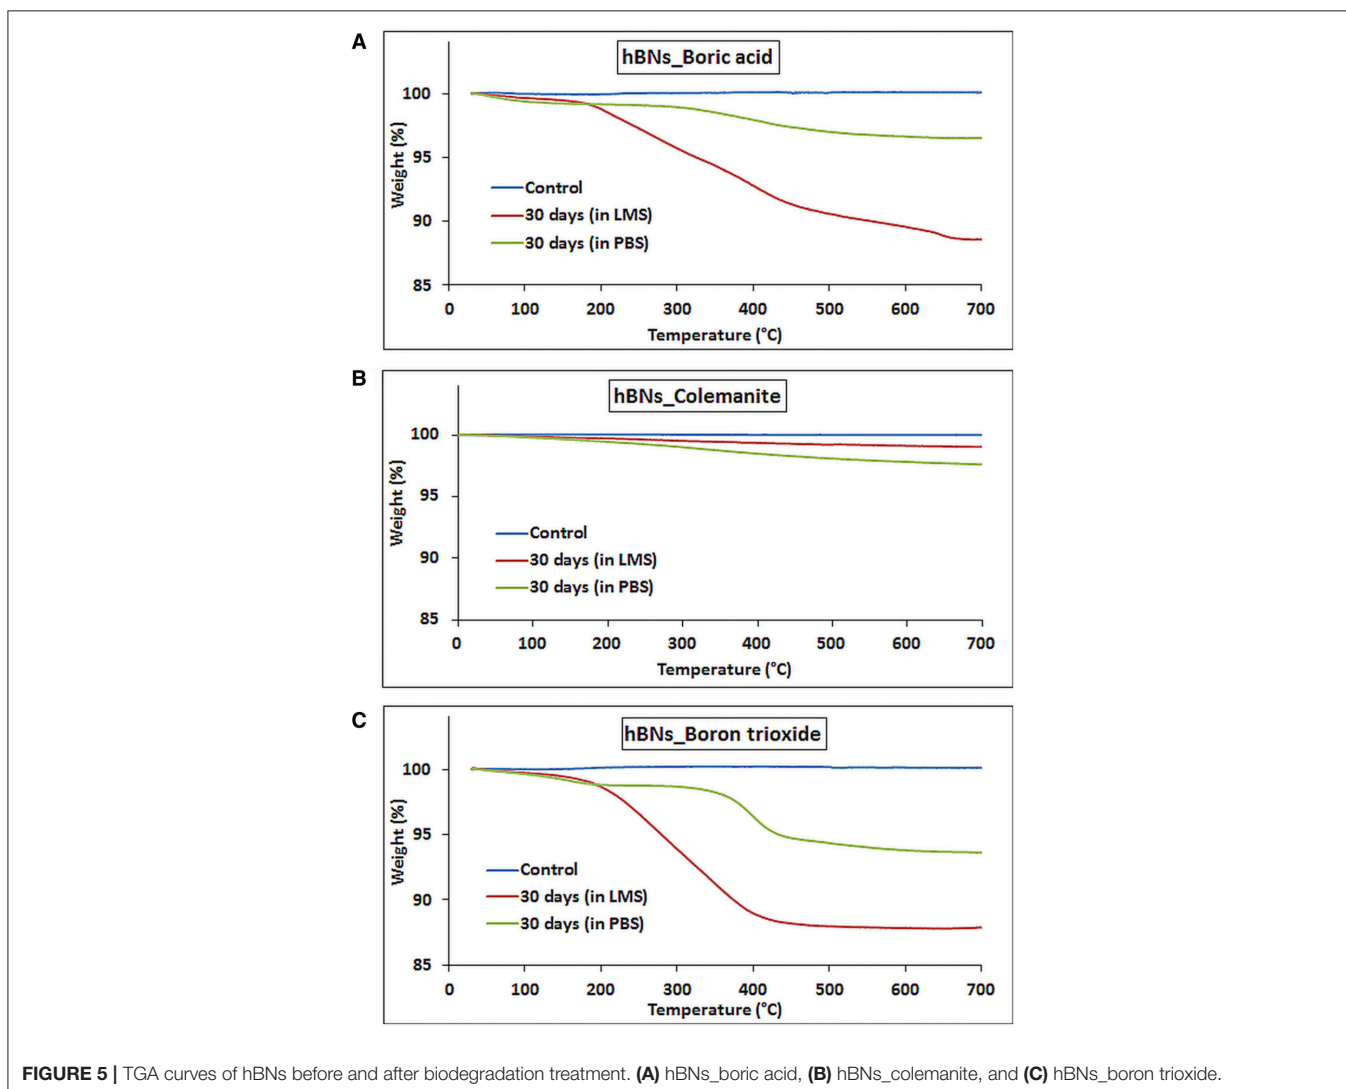 A
hBNs_Boric acid
100
95
90
85
Weight (%)
Control
30 days (in LMS)
30 days (in PBS)
0 100 200 300 400 500 600 700
Temperature (°C)
B
hBNs_Colemanite
100
95
90
85
Weight (%)
Control
30 days (in LMS)
30 days (in PBS)
0 100 200 300 400 500 600 700
Temperature (°C)
C
hBNs_Boron trioxide
100
95
90
85
Weight (%)
Control
30 days (in LMS)
30 days (in PBS)
0 100 200 300 400 500 600 700
Temperature (°C)
FIGURE 5 | TGA curves of hBNs before and after biodegradation treatment. (A) hBNs_boric acid, (B) hBNs_colemanite, and (C) hBNs_boron trioxide.